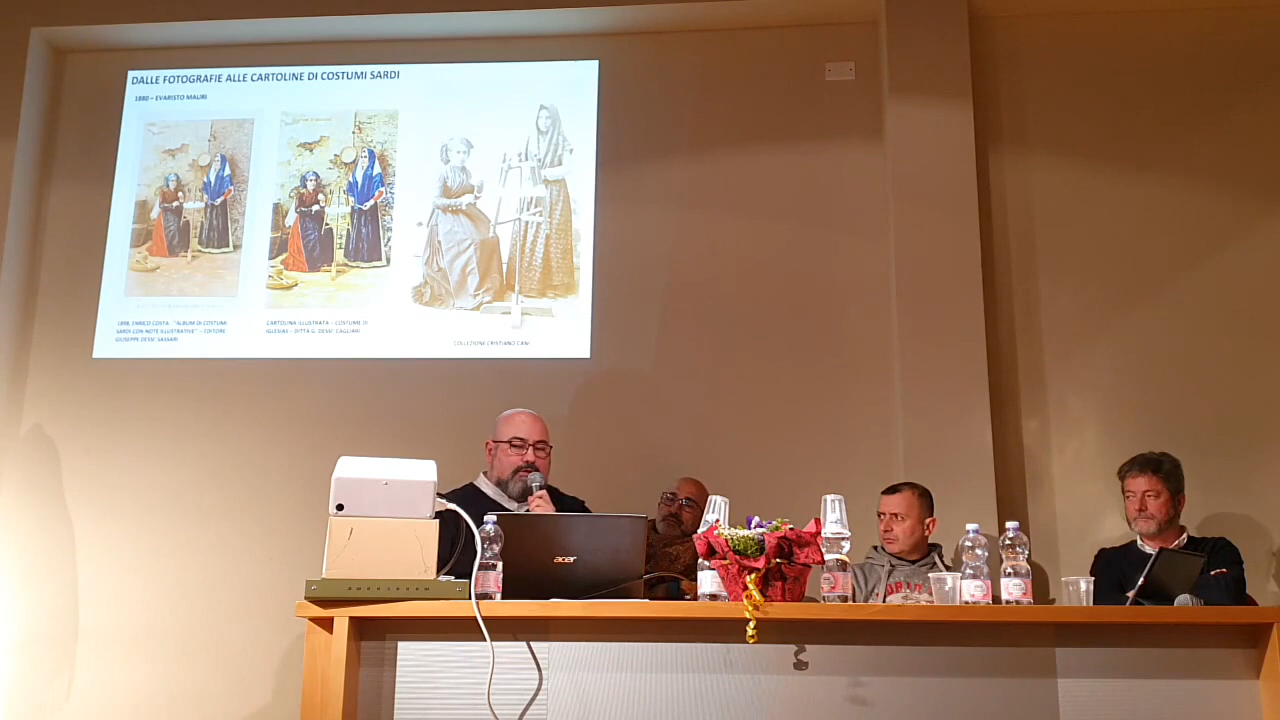 DALLE FOTOGRAFIE ALLE CARTOLINE DI COSTUMI SARDI
1880 – EVARISTO MAURI
1898, ENRICO COSTA: "ALBUM DI COSTUMI
SARDI CON NOTE ILLUSTRATIVE" – EDITORE
GIUSEPPE DESSI' SASSARI
CARTOLINA ILLUSTRATA – COSTUME DI
IGLESIAS – DITTA G. DESSI' CAGLIARI
COLLEZIONE CRISTIANO CANI
acer